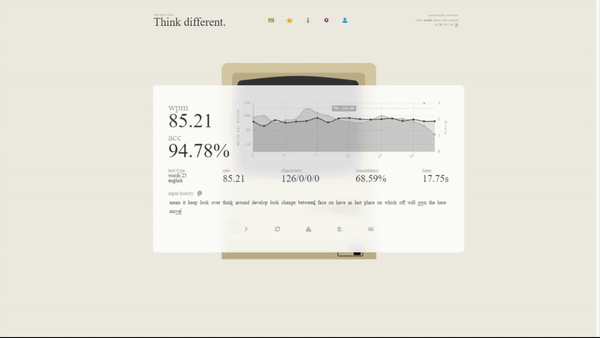 Think different.
wpm
85.21
acc
94.78%
test type
words 25
english
raw
85.21
characters
126/0/0/0
consistency
68.59%
time
17.75s
input history
mean it keep look over think around develop look change between face on have as last place on which off will own the here